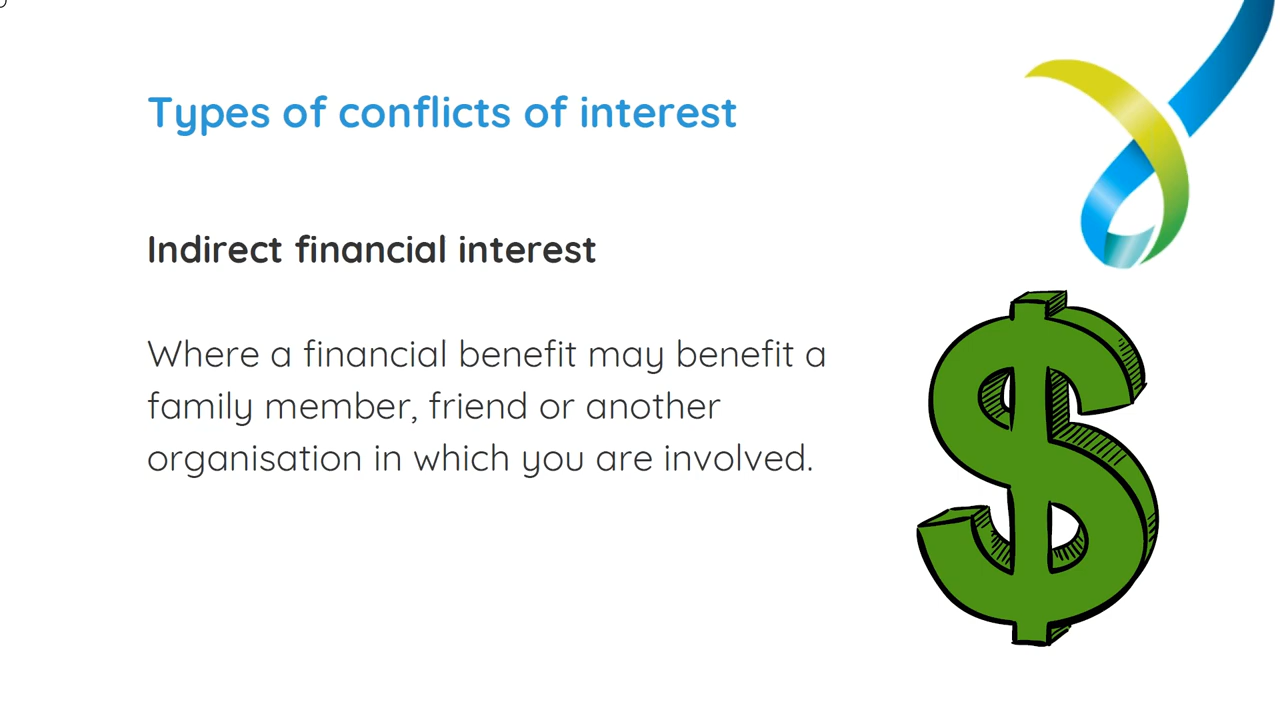 Types of conflicts of interest
Indirect financial interest
Where a financial benefit may benefit a
family member, friend or another
organisation in which you are involved.